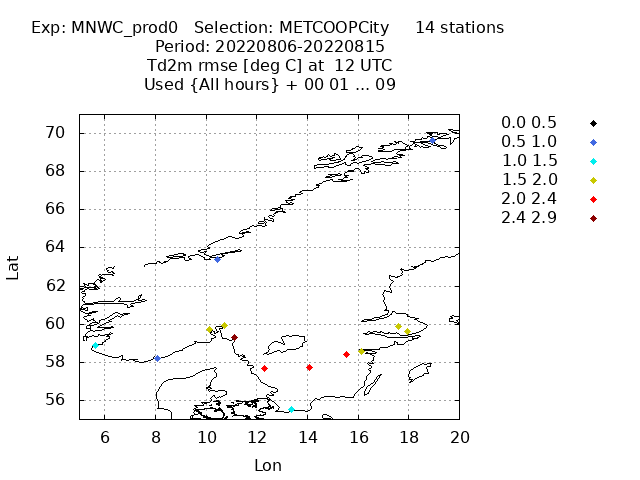 Exp: MNWC_prod0   Selection: METCOOPCity     14 stations
Period: 20220806-20220815
Td2m rmse [deg C] at  12 UTC
Used {All hours} + 00 01 ... 09
0.0 0.5
0.5 1.0
1.0 1.5
1.5 2.0
2.0 2.4
2.4 2.9
Lat
70
68
66
64
62
60
58
56
6 8 10 12 14 16 18 20
Lon